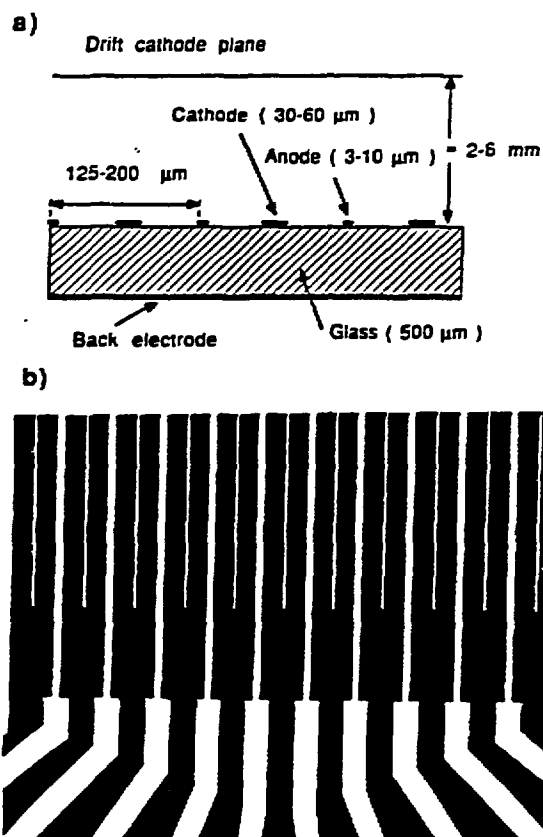 a)
Drift cathode plane
Cathode ( 30-60 µm )
Anode ( 3-10 µm )
= 2-6 mm
125-200 µm
Back electrode
Glass ( 500 µm )
b)